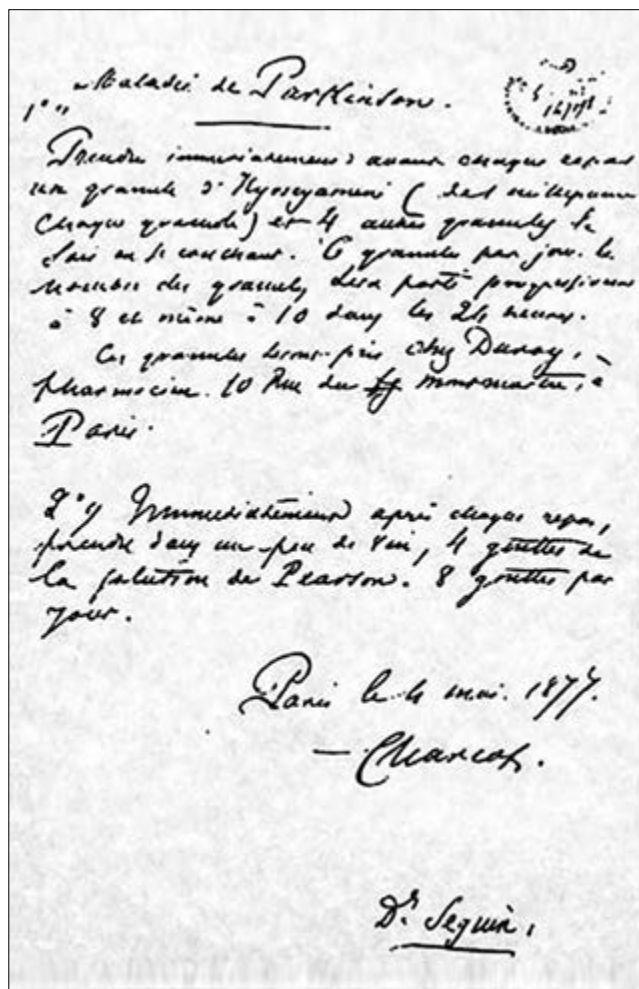 Maladie de Parkinson.
1°
Prendre immédiatement avant chaque repas
un granule d'Hyosciamine ( chaque granule) et 4 autres granules le
soir en se couchant. 6 granules par jour. le
nombre des granules sera porté progressivement
à 8 et même à 10 dans les 24 heures.
Ces granules seront pris chez Duroy,
pharmacien. 10 Rue du fg montmartre, à
Paris.
2° Immédiatement après chaque repas,
prendre dans un peu de vin, 4 gouttes de
la solution de Pearson. 8 gouttes par
jour.
Paris le 4 mai. 1877.
Charcot.
Dr Seguin,